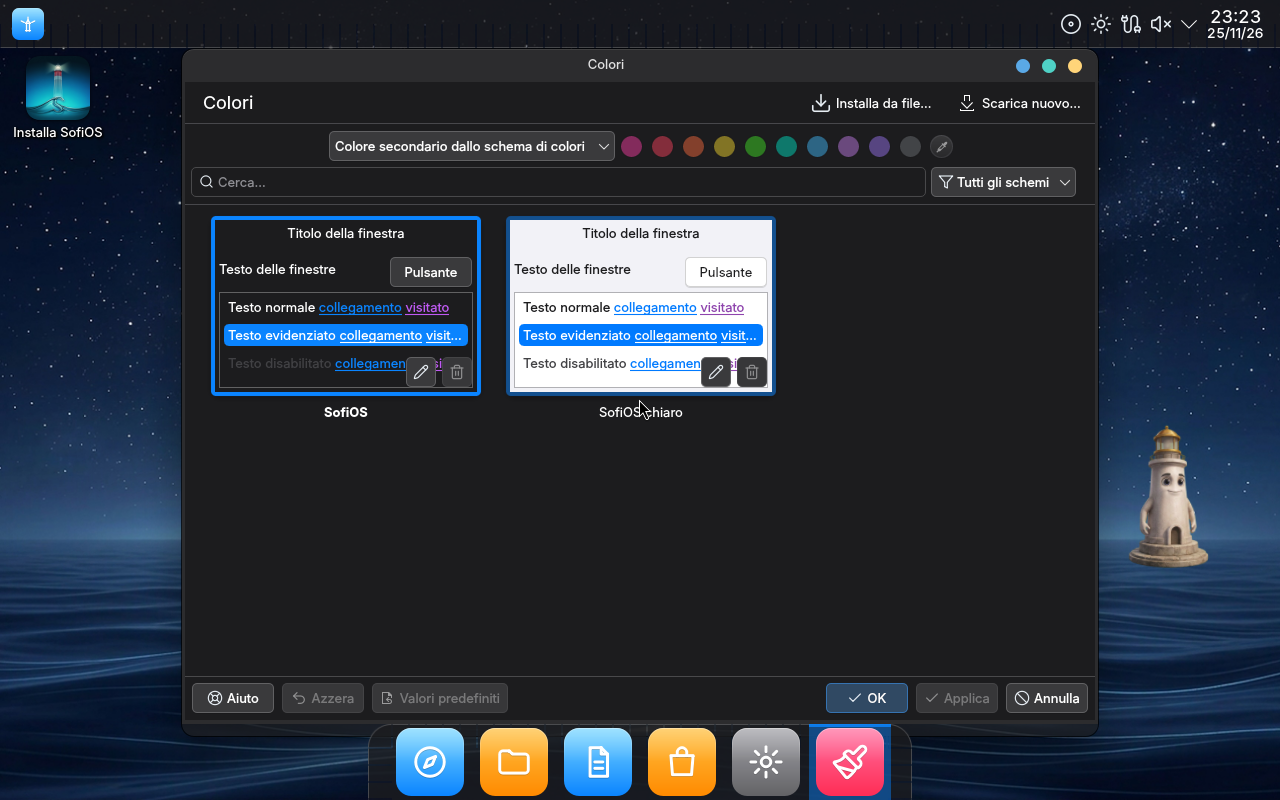 23:23
25/11/26
Installa SofiOS
Colori
Colori
Installa da file...
Scarica nuovo...
Colore secondario dallo schema di colori
Cerca...
Tutti gli schemi
Titolo della finestra
Testo delle finestre
Pulsante
Testo normale collegamento visitato
Testo evidenziato collegamento visit...
Testo disabilitato collegamen
SofiOS
Titolo della finestra
Testo delle finestre
Pulsante
Testo normale collegamento visitato
Testo evidenziato collegamento visit...
Testo disabilitato collegamen
SofiOS chiaro
Aiuto
Azzera
Valori predefiniti
OK
Applica
Annulla